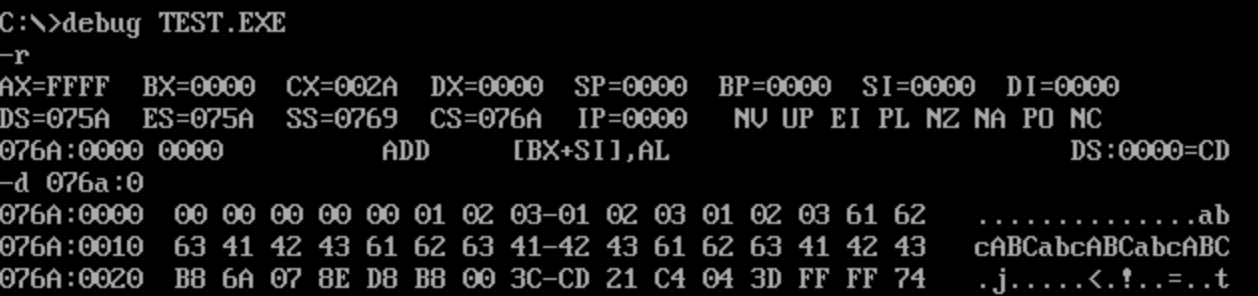 C:\>debug TEST.EXE
-r
AX=FFFF  BX=0000  CX=002A  DX=0000  SP=0000  BP=0000  SI=0000  DI=0000
DS=075A  ES=075A  SS=0769  CS=076A  IP=0000   NV UP EI PL NZ NA PO NC
076A:0000 0000          ADD     [BX+SI],AL                         DS:0000=CD
-d 076a:0
076A:0000  00 00 00 00 00 01 02 03-01 02 03 01 02 03 61 62   ..............ab
076A:0010  63 41 42 43 61 62 63 41-42 43 61 62 63 41 42 43   cABCabcABCabcABC
076A:0020  B8 6A 07 8E D8 B8 00 3C-CD 21 C4 04 3D FF FF 74   .j.....<.!..=..t